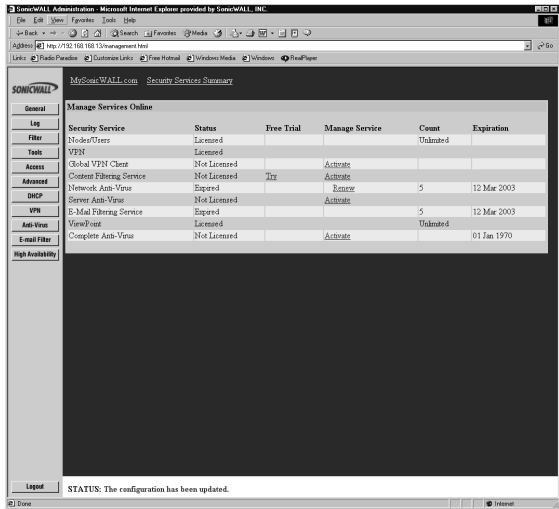 SonicWALL Administration - Microsoft Internet Explorer provided by SonicWALL, INC.
File Edit View Favorites Tools Help
Back Search Favorites Media
Address http://192.168.168.13/management.html Go
Links Radio Paradise Customize Links Free Hotmail Windows Media Windows RealPlayer
SONICWALL
MySonicWALL.com Security Services Summary
General
Log
Filter
Tools
Access
Advanced
DHCP
VPN
Anti-Virus
E-mail Filter
High Availability
Logout
Manage Services Online
Security Service Status Free Trial Manage Service Count Expiration
Nodes/Users Licensed Unlimited
VPN Licensed
Global VPN Client Not Licensed Activate
Content Filtering Service Not Licensed Try Activate
Network Anti-Virus Expired Renew 5 12 Mar 2003
Server Anti-Virus Not Licensed Activate
E-Mail Filtering Service Expired 5 12 Mar 2003
ViewPoint Licensed Unlimited
Complete Anti-Virus Not Licensed Activate 01 Jan 1970
STATUS: The configuration has been updated.
Done Internet